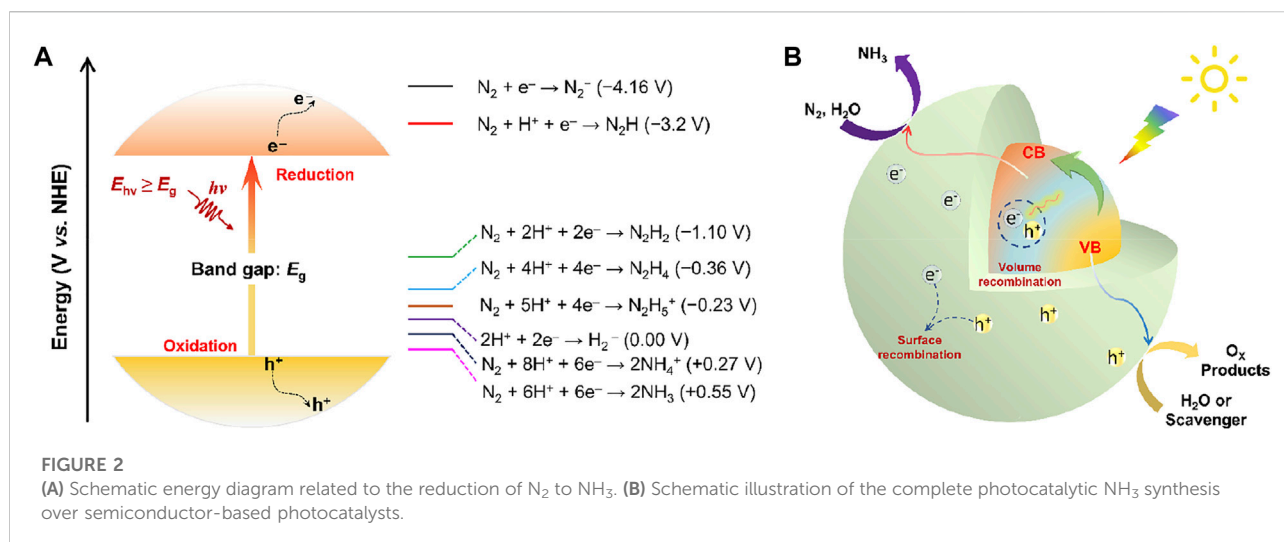 A
Energy (V vs. NHE)
e⁻
e⁻
Reduction
Eₕᵥ ≥ E_g
hv
Band gap: E_g
Oxidation
h⁺
h⁺
N₂ + e⁻ → N₂⁻ (−4.16 V)
N₂ + H⁺ + e⁻ → N₂H (−3.2 V)
N₂ + 2H⁺ + 2e⁻ → N₂H₂ (−1.10 V)
N₂ + 4H⁺ + 4e⁻ → N₂H₄ (−0.36 V)
N₂ + 5H⁺ + 4e⁻ → N₂H₅⁺ (−0.23 V)
2H⁺ + 2e⁻ → H₂⁻ (0.00 V)
N₂ + 8H⁺ + 6e⁻ → 2NH₄⁺ (+0.27 V)
N₂ + 6H⁺ + 6e⁻ → 2NH₃ (+0.55 V)
B
NH₃
N₂, H₂O
CB
e⁻
e⁻
e⁻
h⁺
VB
Volume
recombination
e⁻
h⁺
h⁺
h⁺
Surface
recombination
Oₓ
Products
H₂O or
Scavenger
FIGURE 2
(A) Schematic energy diagram related to the reduction of N₂ to NH₃. (B) Schematic illustration of the complete photocatalytic NH₃ synthesis
over semiconductor-based photocatalysts.